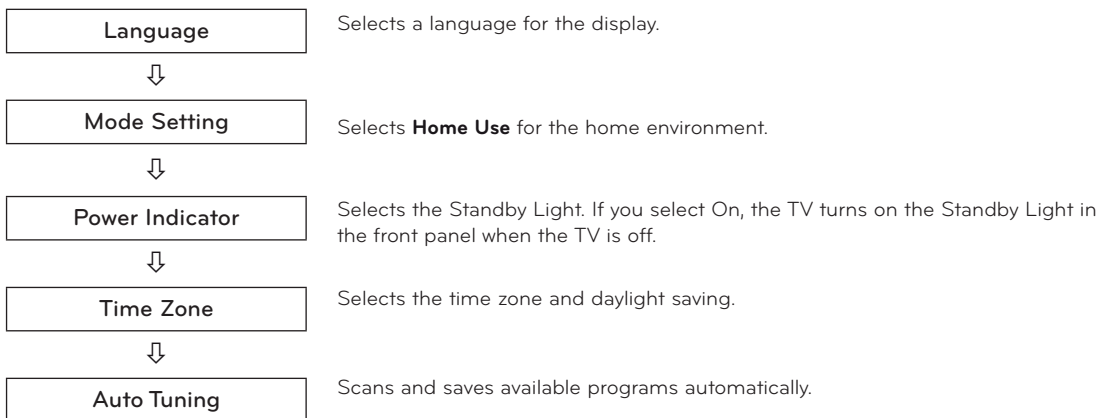 Language
Selects a language for the display.
Mode Setting
Selects Home Use for the home environment.
Power Indicator
Selects the Standby Light. If you select On, the TV turns on the Standby Light in
the front panel when the TV is off.
Time Zone
Selects the time zone and daylight saving.
Auto Tuning
Scans and saves available programs automatically.